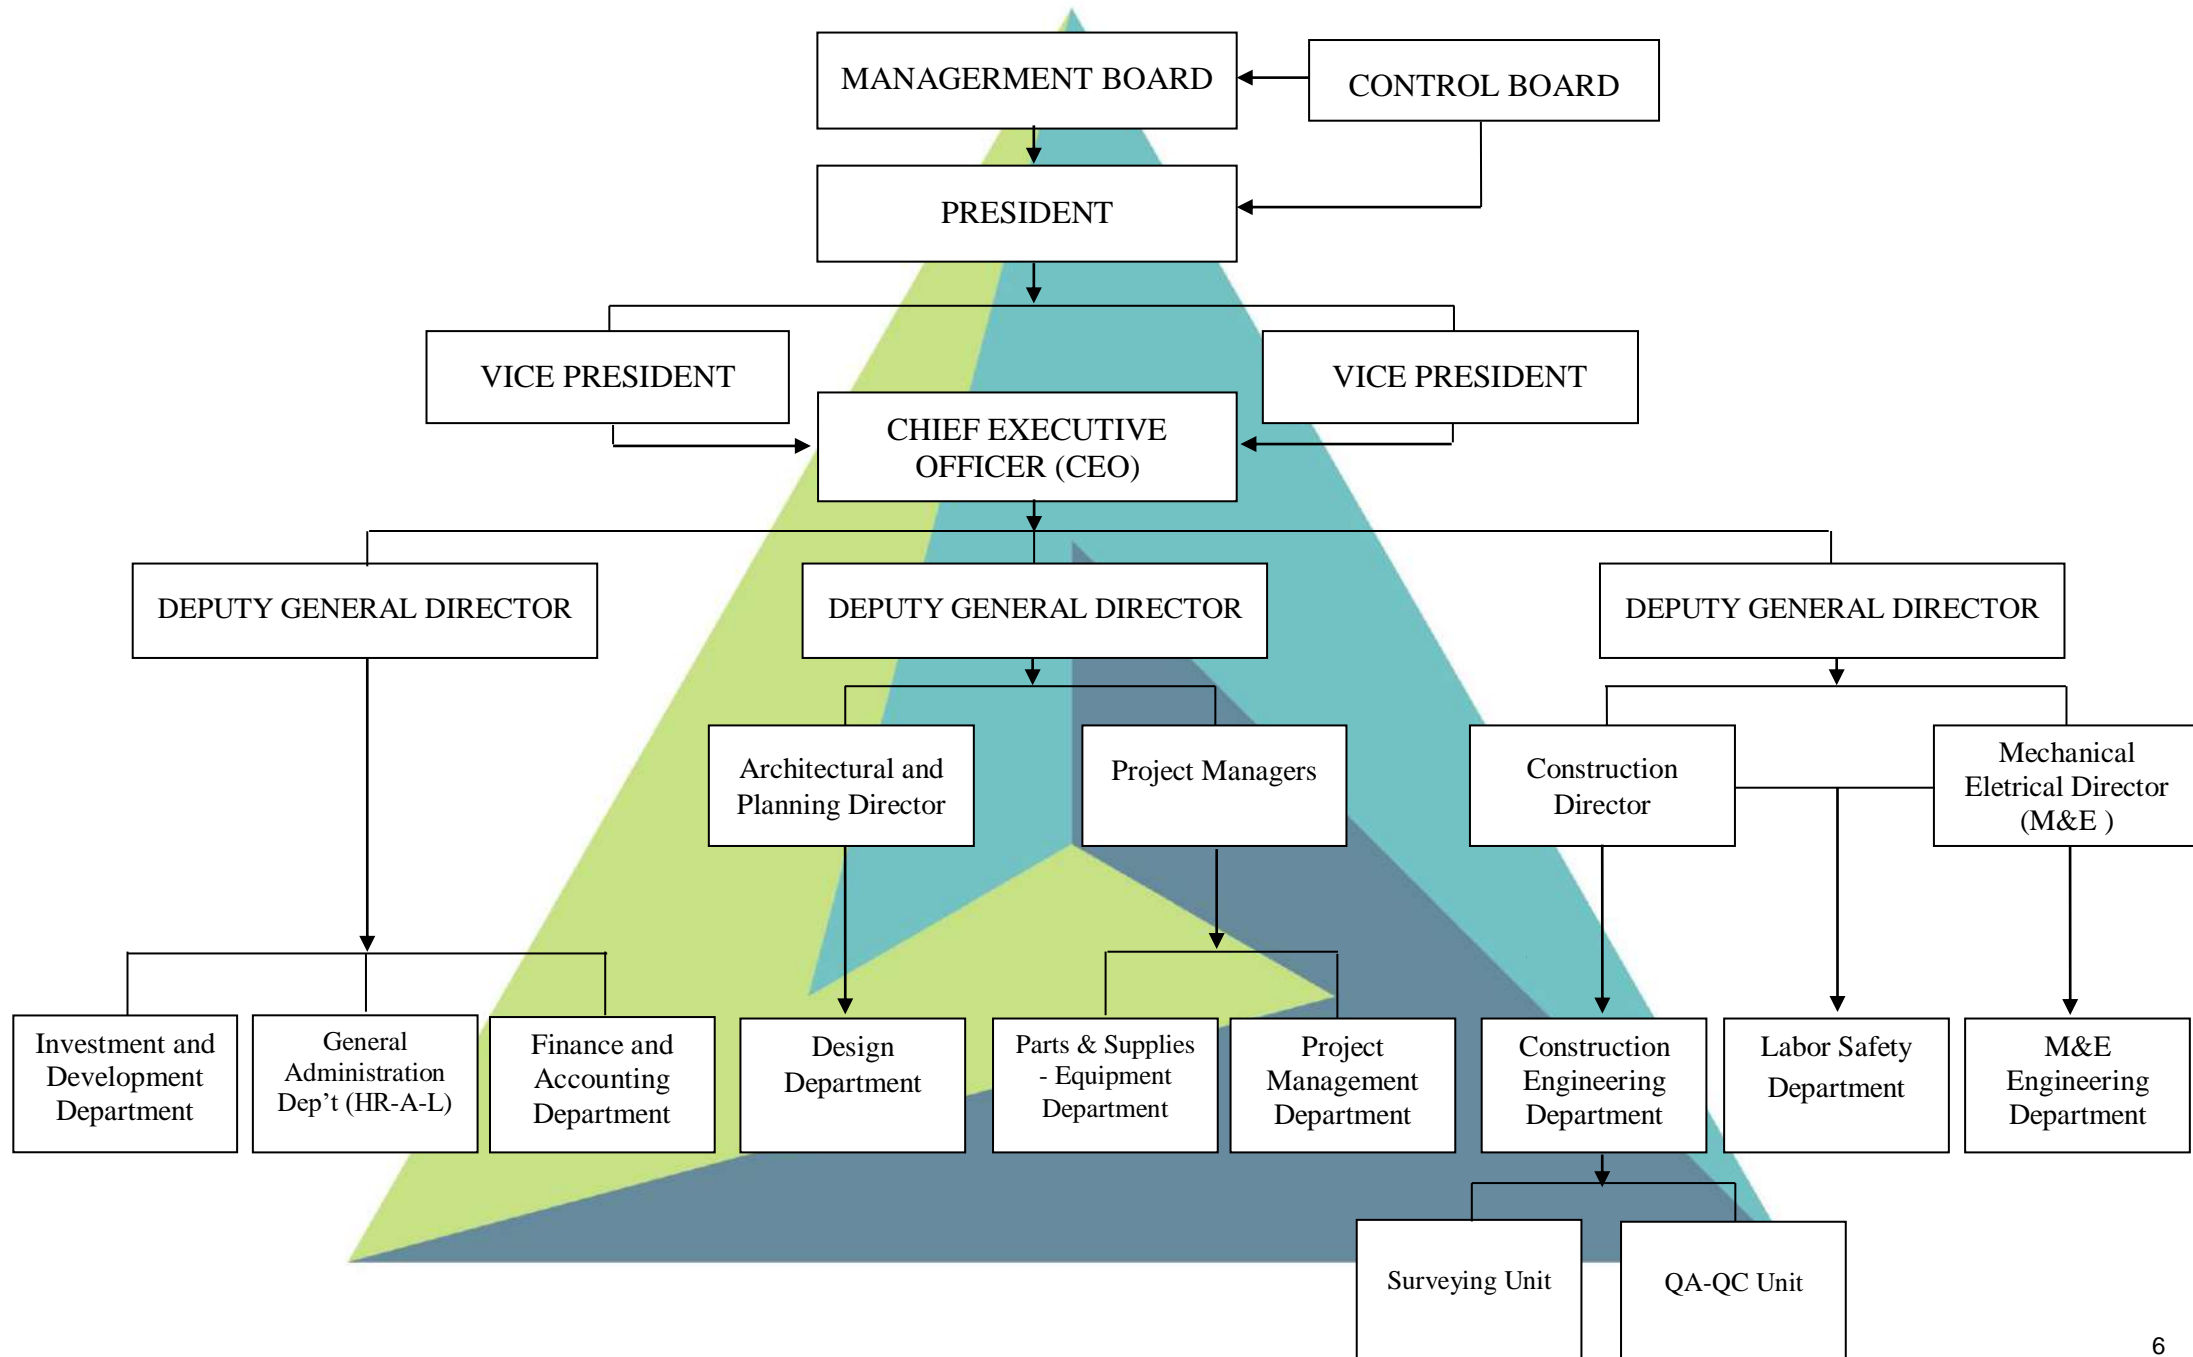 MANAGERMENT BOARD
CONTROL BOARD
PRESIDENT
VICE PRESIDENT
VICE PRESIDENT
CHIEF EXECUTIVE
OFFICER (CEO)
DEPUTY GENERAL DIRECTOR
DEPUTY GENERAL DIRECTOR
DEPUTY GENERAL DIRECTOR
Architectural and
Planning Director
Project Managers
Construction
Director
Mechanical
Eletrical Director
(M&E )
Investment and
Development
Department
General
Administration
Dep’t (HR-A-L)
Finance and
Accounting
Department
Design
Department
Parts & Supplies
- Equipment
Department
Project
Management
Department
Construction
Engineering
Department
Labor Safety
Department
M&E
Engineering
Department
Surveying Unit
QA-QC Unit
6